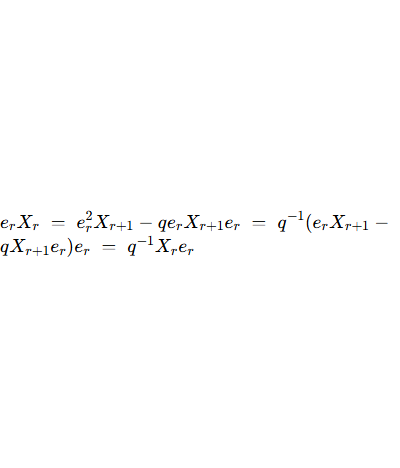 $e_r X_r \ = \ e_r^2 X_{r+1} - q e_r X_{r+1} e_r \ = \ q^{-1}(e_r X_{r+1} -$
$q X_{r+1} e_r) e_r \ = \ q^{-1} X_r e_r$